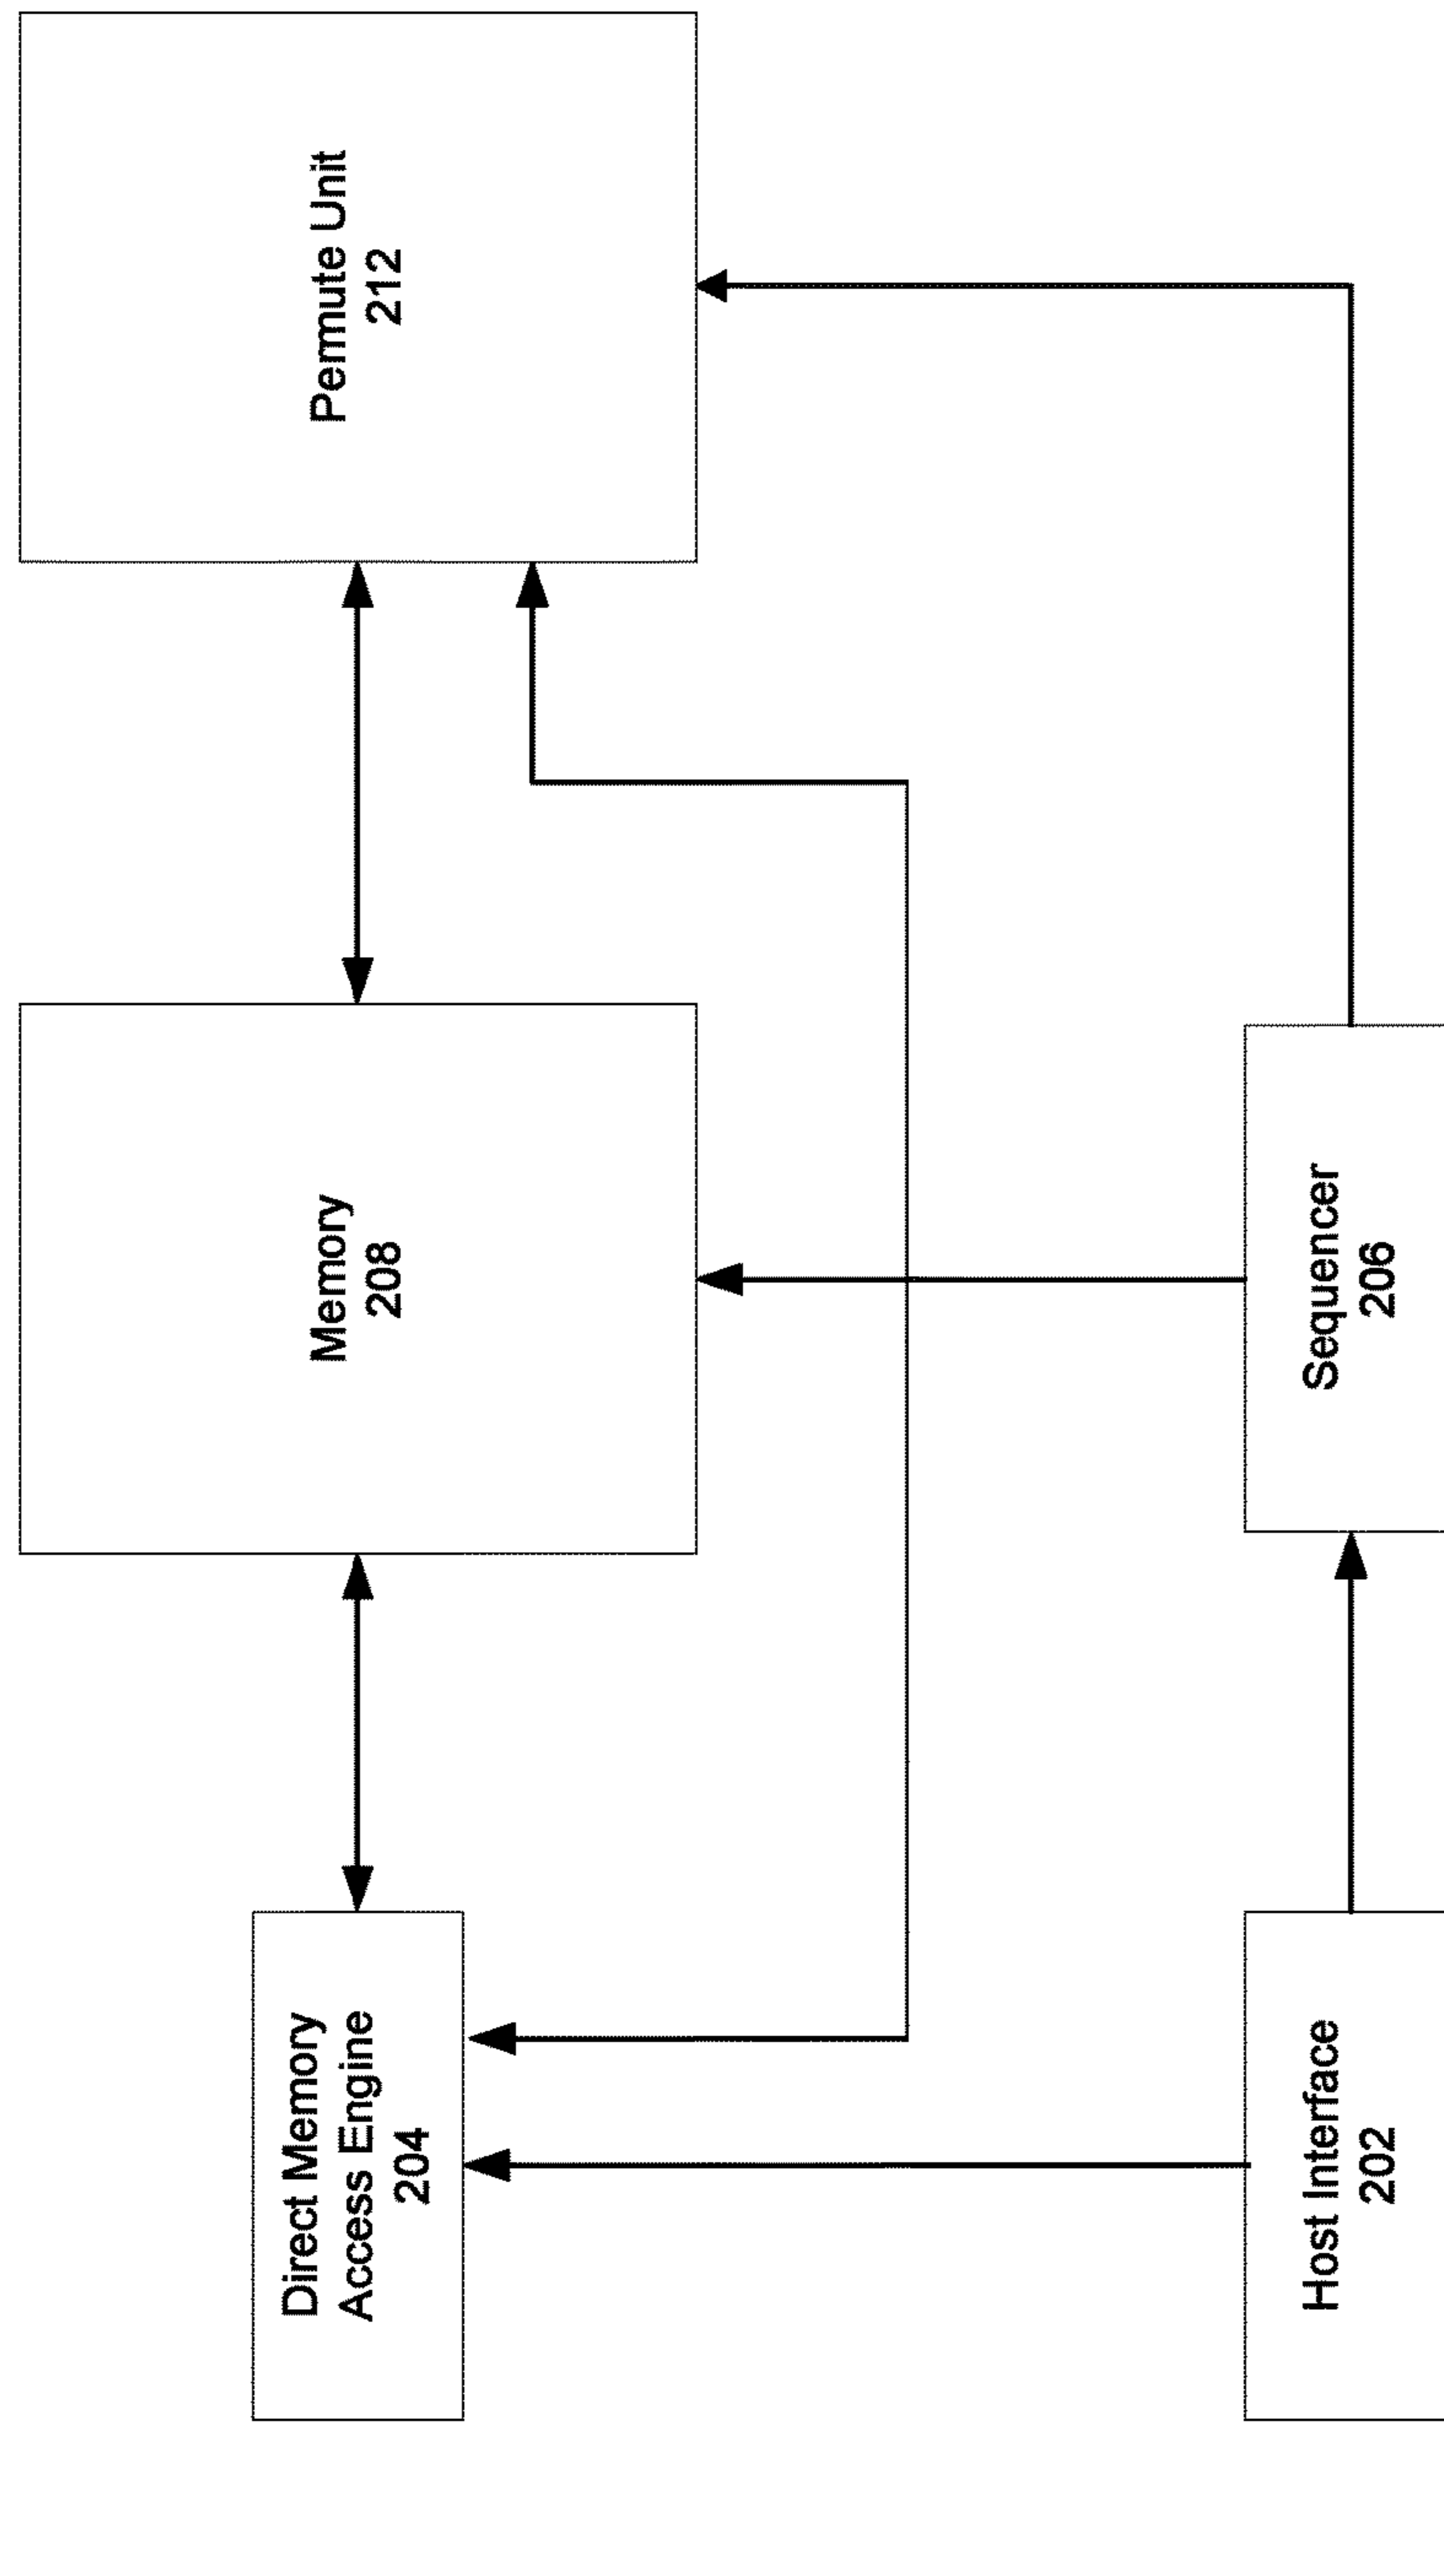 Direct Memory
Access Engine
204
Memory
208
Permute Unit
212
Host Interface
202
Sequencer
206